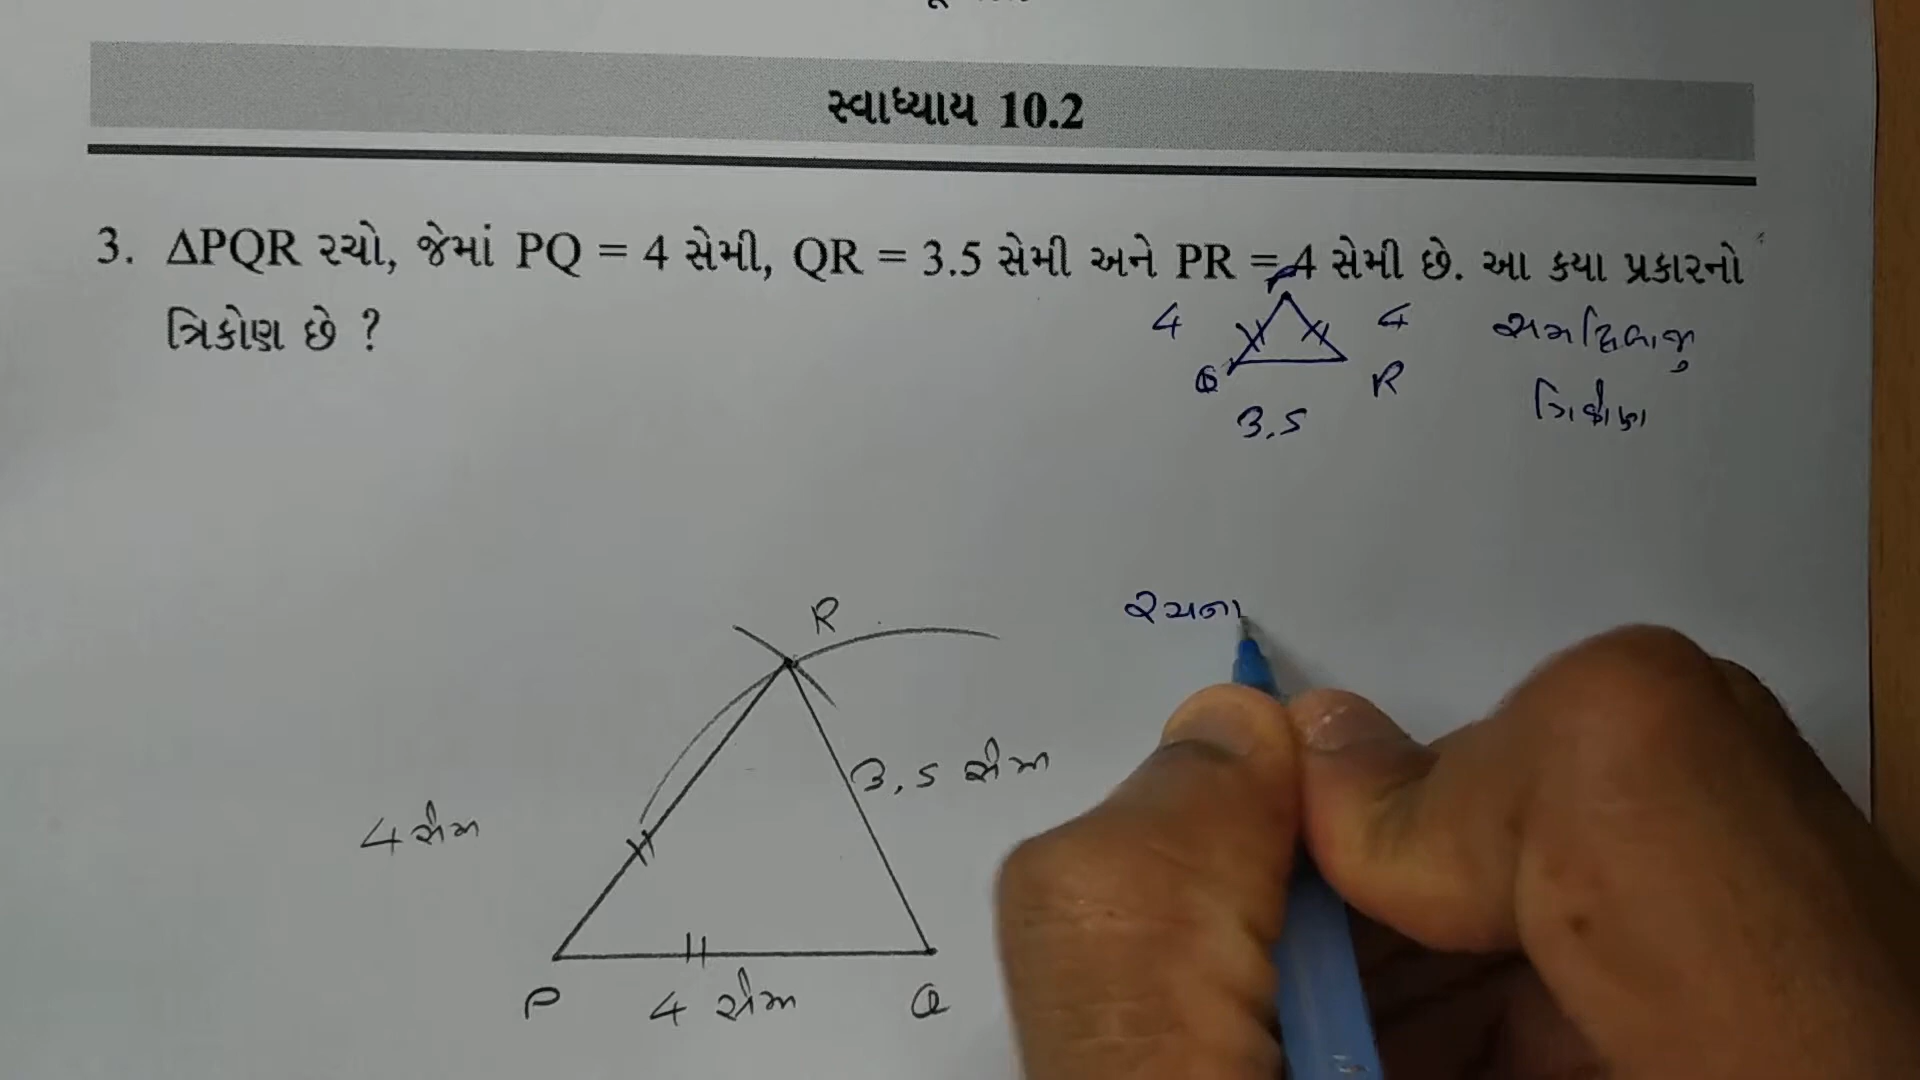 સ્વાધ્યાય 10.2
3. ΔPQR રચો, જેમાં PQ = 4 સેમી, QR = 3.5 સેમી અને PR = 4 સેમી છે. આ કયા પ્રકારનો
ત્રિકોણ છે ?
4 4 સમદ્વિબાજુ
Q R ત્રિકોણ
3.5
R રચના
3.5 સેમી
4 સેમી
P 4 સેમી Q